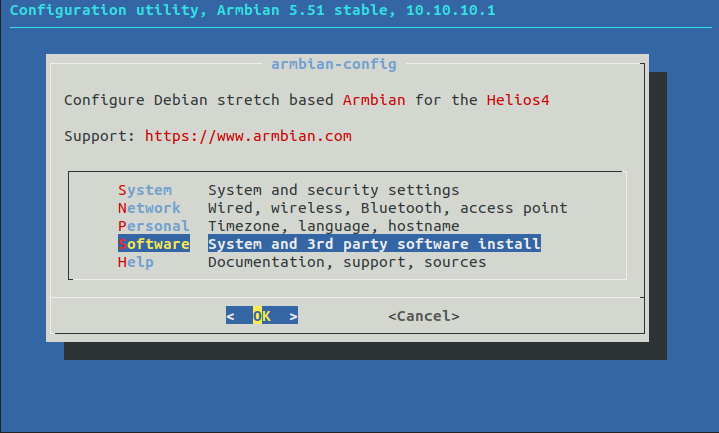 Configuration utility, Armbian 5.51 stable, 10.10.10.1
armbian-config
Configure Debian stretch based Armbian for the Helios4
Support: https://www.armbian.com
System System and security settings
Network Wired, wireless, Bluetooth, access point
Personal Timezone, language, hostname
Software System and 3rd party software install
Help Documentation, support, sources
< OK > <Cancel>